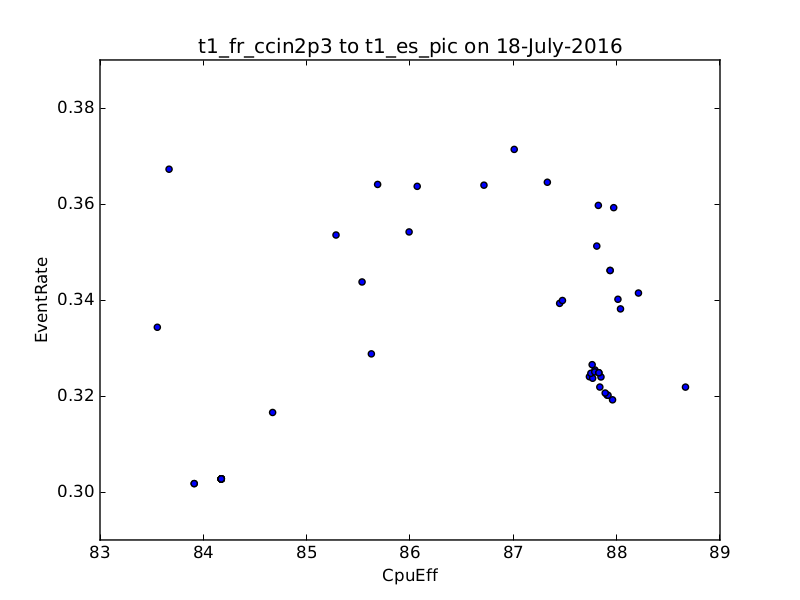 t1_fr_ccin2p3 to t1_es_pic on 18-July-2016
0.38
0.36
0.34
0.32
0.30
EventRate
83 84 85 86 87 88 89
CpuEff